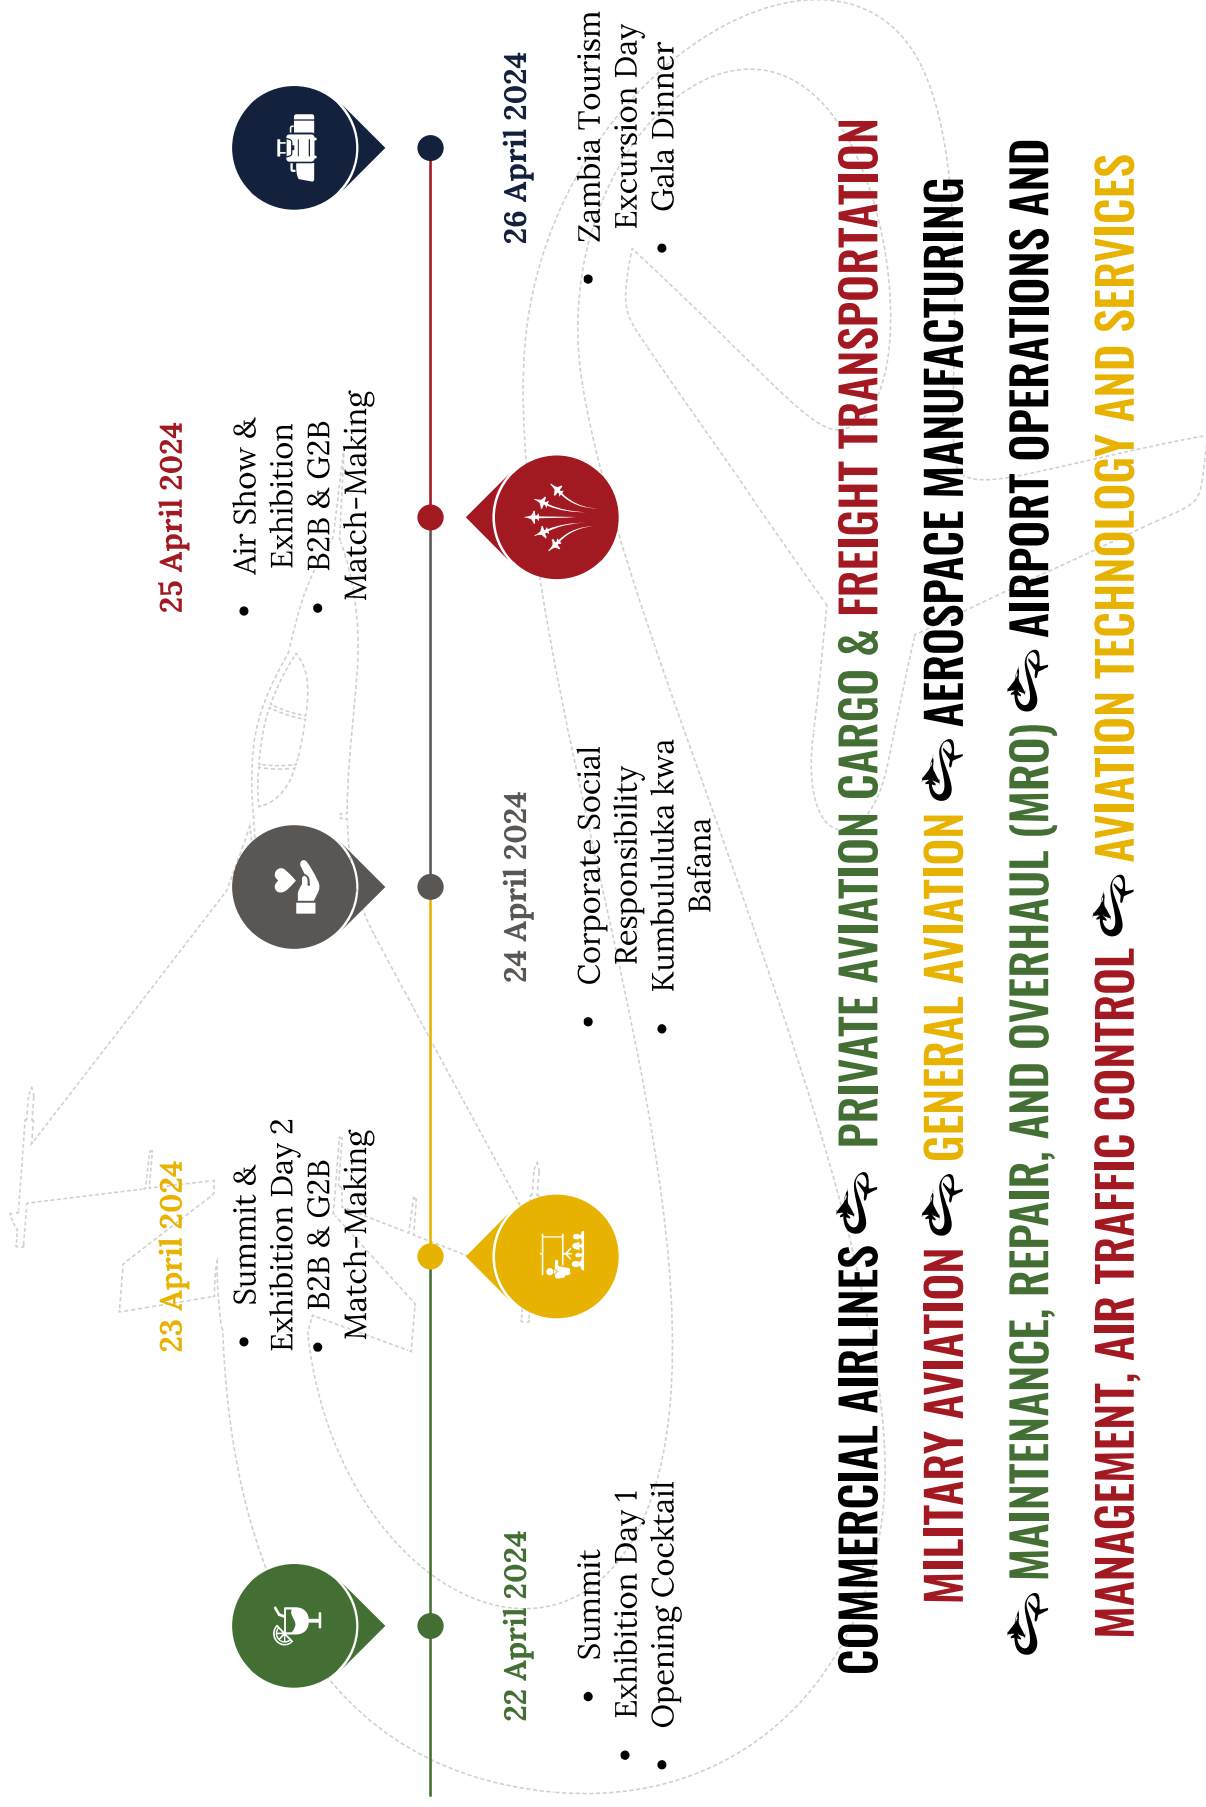 22 April 2024
• Summit
• Exhibition Day 1
• Opening Cocktail
23 April 2024
• Summit &
Exhibition Day 2
• B2B & G2B
Match-Making
24 April 2024
• Corporate Social
Responsibility
• Kumbululuka kwa
Bafana
25 April 2024
• Air Show &
Exhibition
• B2B & G2B
Match-Making
26 April 2024
• Zambia Tourism
Excursion Day
• Gala Dinner
COMMERCIAL AIRLINES PRIVATE AVIATION CARGO & FREIGHT TRANSPORTATION
MILITARY AVIATION GENERAL AVIATION AEROSPACE MANUFACTURING
MAINTENANCE, REPAIR, AND OVERHAUL (MRO) AIRPORT OPERATIONS AND
MANAGEMENT, AIR TRAFFIC CONTROL AVIATION TECHNOLOGY AND SERVICES